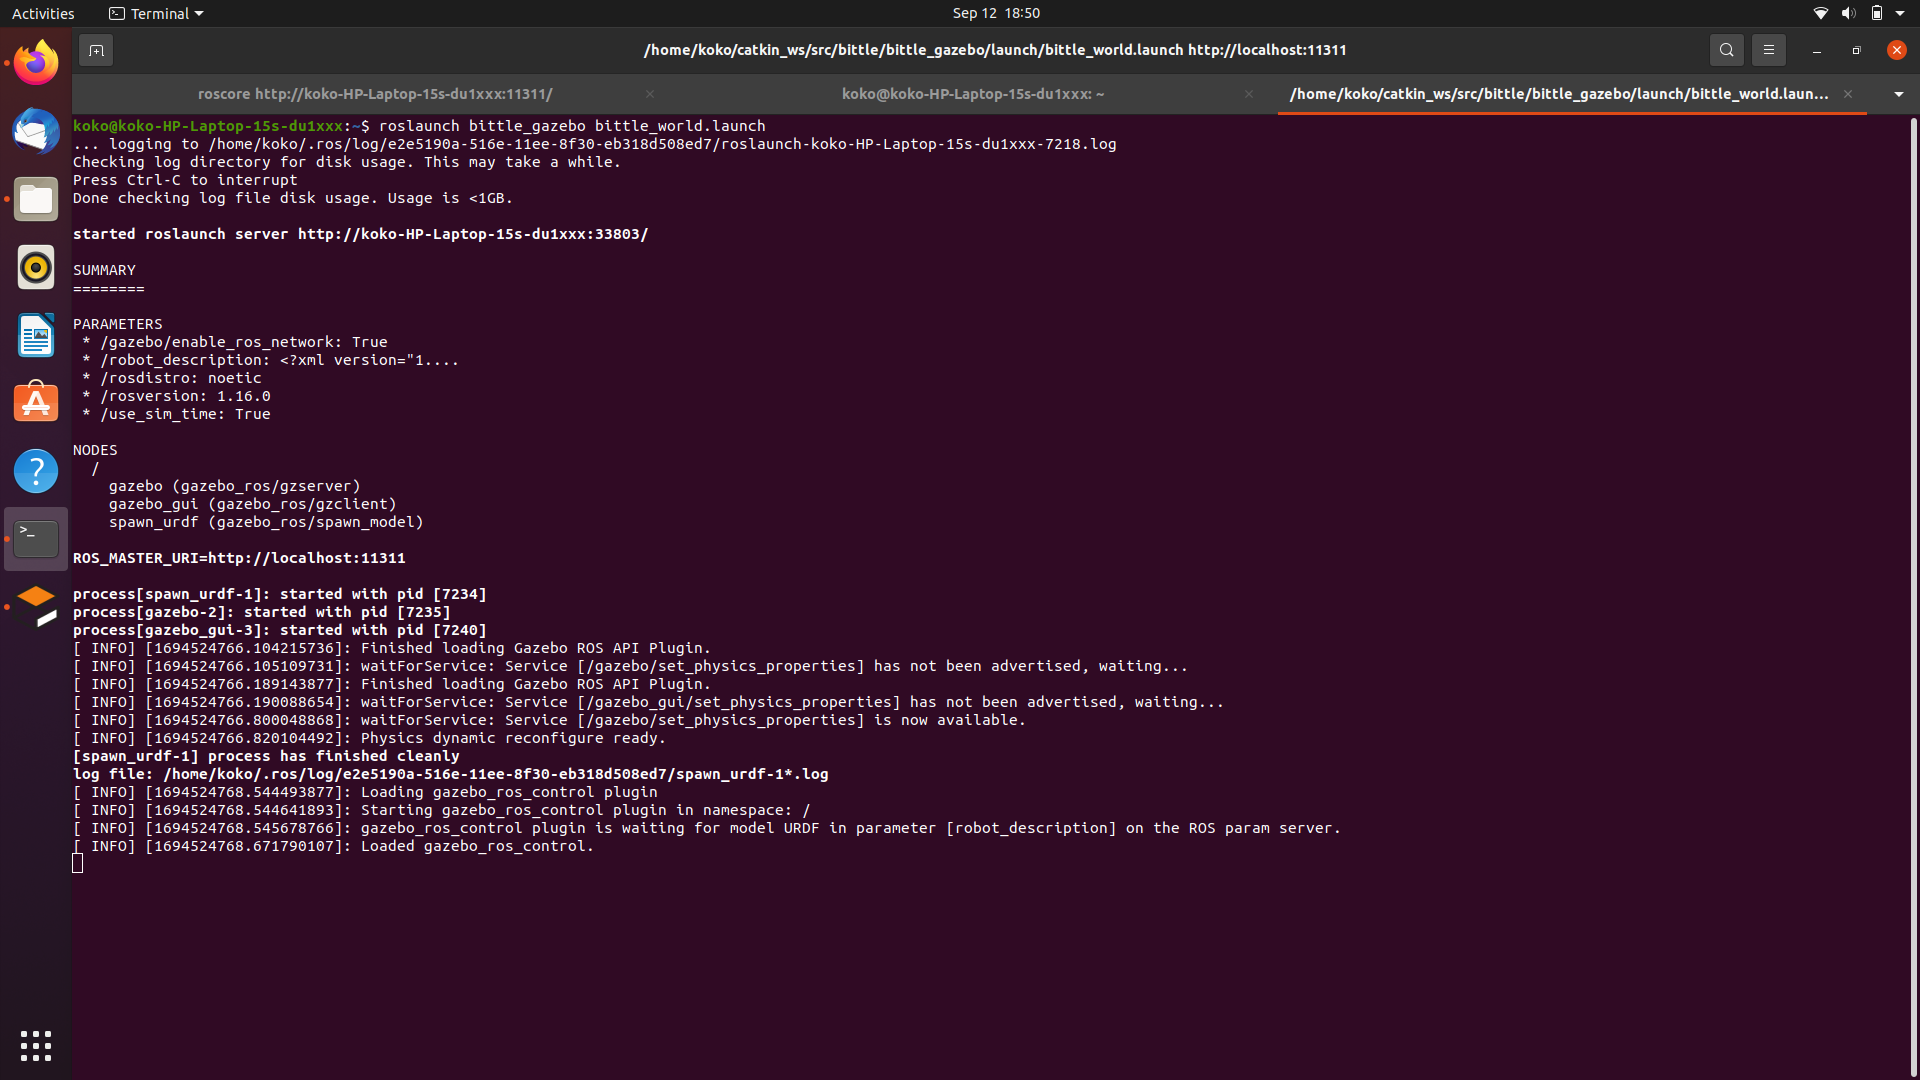 Activities
Terminal
Sep 12 18:50
/home/koko/catkin_ws/src/bittle/bittle_gazebo/launch/bittle_world.launch http://localhost:11311
roscore http://koko-HP-Laptop-15s-du1xxx:11311/
koko@koko-HP-Laptop-15s-du1xxx: ~
/home/koko/catkin_ws/src/bittle/bittle_gazebo/launch/bittle_world.laun...
koko@koko-HP-Laptop-15s-du1xxx:~$ roslaunch bittle_gazebo bittle_world.launch
... logging to /home/koko/.ros/log/e2e5190a-516e-11ee-8f30-eb318d508ed7/roslaunch-koko-HP-Laptop-15s-du1xxx-7218.log
Checking log directory for disk usage. This may take a while.
Press Ctrl-C to interrupt
Done checking log file disk usage. Usage is <1GB.
started roslaunch server http://koko-HP-Laptop-15s-du1xxx:33803/
SUMMARY
========
PARAMETERS
* /gazebo/enable_ros_network: True
* /robot_description: <?xml version="1....
* /rosdistro: noetic
* /rosversion: 1.16.0
* /use_sim_time: True
NODES
/
gazebo (gazebo_ros/gzserver)
gazebo_gui (gazebo_ros/gzclient)
spawn_urdf (gazebo_ros/spawn_model)
ROS_MASTER_URI=http://localhost:11311
process[spawn_urdf-1]: started with pid [7234]
process[gazebo-2]: started with pid [7235]
process[gazebo_gui-3]: started with pid [7240]
[ INFO] [1694524766.104215736]: Finished loading Gazebo ROS API Plugin.
[ INFO] [1694524766.105109731]: waitForService: Service [/gazebo/set_physics_properties] has not been advertised, waiting...
[ INFO] [1694524766.189143877]: Finished loading Gazebo ROS API Plugin.
[ INFO] [1694524766.190088654]: waitForService: Service [/gazebo_gui/set_physics_properties] has not been advertised, waiting...
[ INFO] [1694524766.800048868]: waitForService: Service [/gazebo/set_physics_properties] is now available.
[ INFO] [1694524766.820104492]: Physics dynamic reconfigure ready.
[spawn_urdf-1] process has finished cleanly
log file: /home/koko/.ros/log/e2e5190a-516e-11ee-8f30-eb318d508ed7/spawn_urdf-1*.log
[ INFO] [1694524768.544493877]: Loading gazebo_ros_control plugin
[ INFO] [1694524768.544641893]: Starting gazebo_ros_control plugin in namespace: /
[ INFO] [1694524768.545678766]: gazebo_ros_control plugin is waiting for model URDF in parameter [robot_description] on the ROS param server.
[ INFO] [1694524768.671790107]: Loaded gazebo_ros_control.